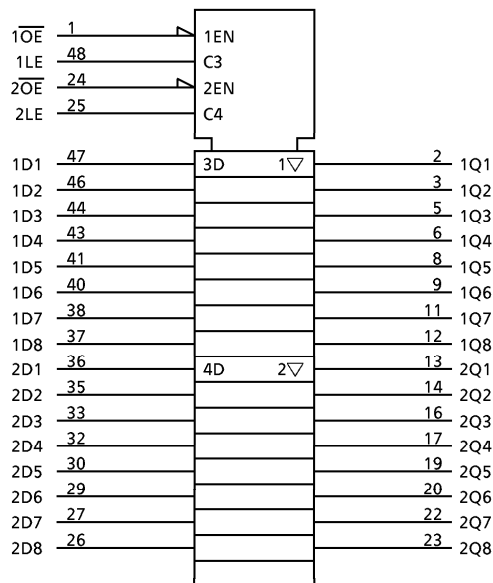 1O̅E̅ 1 1EN
1LE 48 C3
2O̅E̅ 24 2EN
2LE 25 C4
1D1 47 3D 1▽ 2 1Q1
1D2 46 3 1Q2
1D3 44 5 1Q3
1D4 43 6 1Q4
1D5 41 8 1Q5
1D6 40 9 1Q6
1D7 38 11 1Q7
1D8 37 12 1Q8
2D1 36 4D 2▽ 13 2Q1
2D2 35 14 2Q2
2D3 33 16 2Q3
2D4 32 17 2Q4
2D5 30 19 2Q5
2D6 29 20 2Q6
2D7 27 22 2Q7
2D8 26 23 2Q8